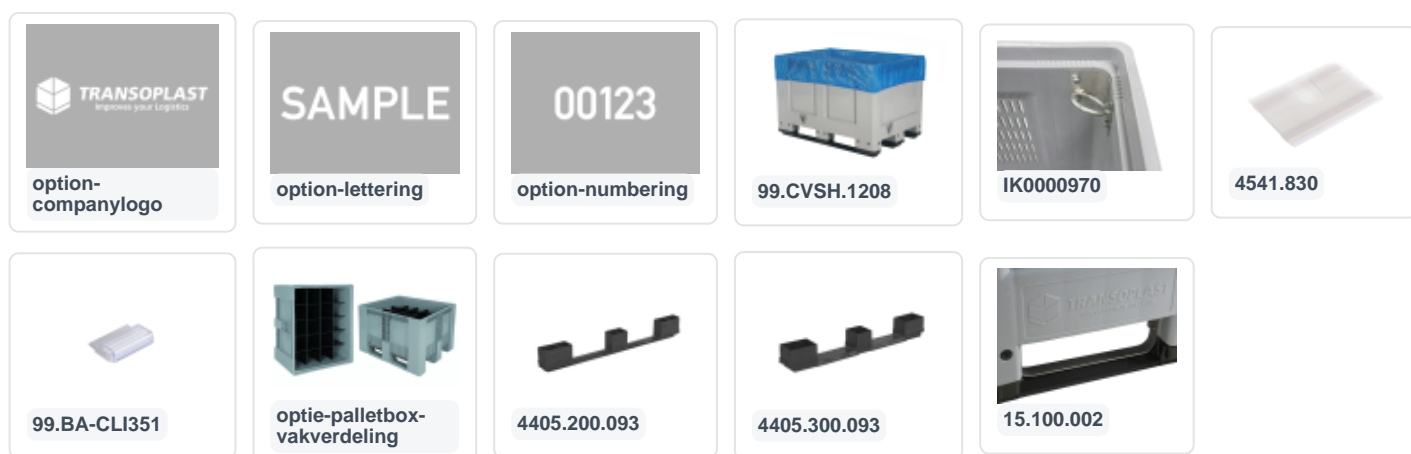 TRANSOPLAST
Improves your Logistics
option-
companylogo
SAMPLE
option-lettering
00123
option-numbering
99.CVSH.1208
IK0000970
4541.830
99.BA-CLI351
optie-palletbox-
vakverdeling
4405.200.093
4405.300.093
TRANSOPLAST
15.100.002